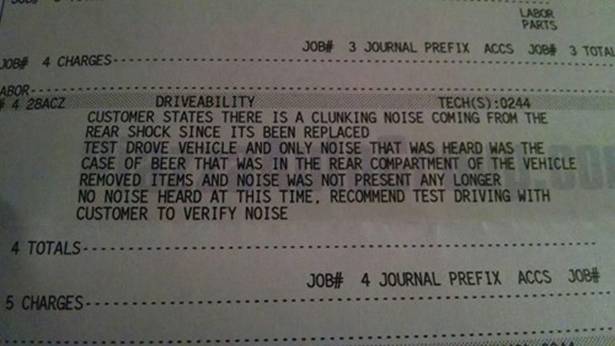 LABOR
PARTS
JOB# 3 JOURNAL PREFIX ACCS JOB# 3 TOTAL
JOB# 4 CHARGES
LABOR
# 4 28ACZ DRIVEABILITY TECH(S):0244
CUSTOMER STATES THERE IS A CLUNKING NOISE COMING FROM THE
REAR SHOCK SINCE ITS BEEN REPLACED
TEST DROVE VEHICLE AND ONLY NOISE THAT WAS HEARD WAS THE
CASE OF BEER THAT WAS IN THE REAR COMPARTMENT OF THE VEHICLE
REMOVED ITEMS AND NOISE WAS NOT PRESENT ANY LONGER
NO NOISE HEARD AT THIS TIME, RECOMMEND TEST DRIVING WITH
CUSTOMER TO VERIFY NOISE
4 TOTALS
JOB# 4 JOURNAL PREFIX ACCS JOB#
5 CHARGES